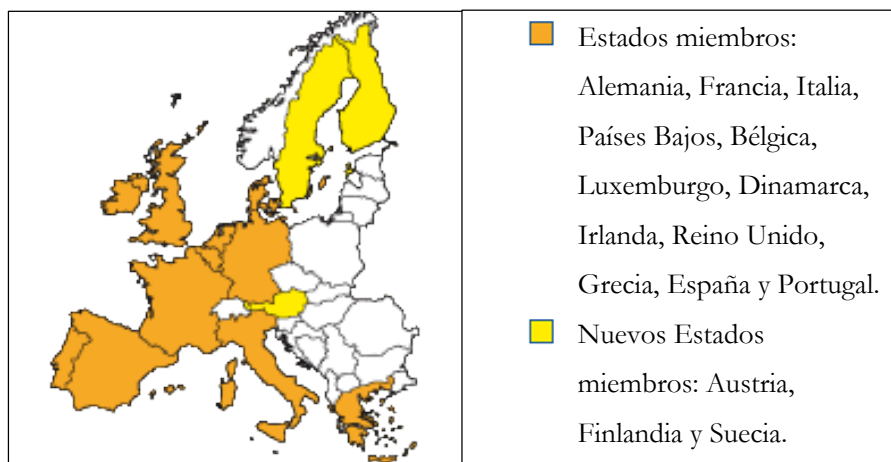 Estados miembros:
Alemania, Francia, Italia,
Países Bajos, Bélgica,
Luxemburgo, Dinamarca,
Irlanda, Reino Unido,
Grecia, España y Portugal.
Nuevos Estados
miembros: Austria,
Finlandia y Suecia.